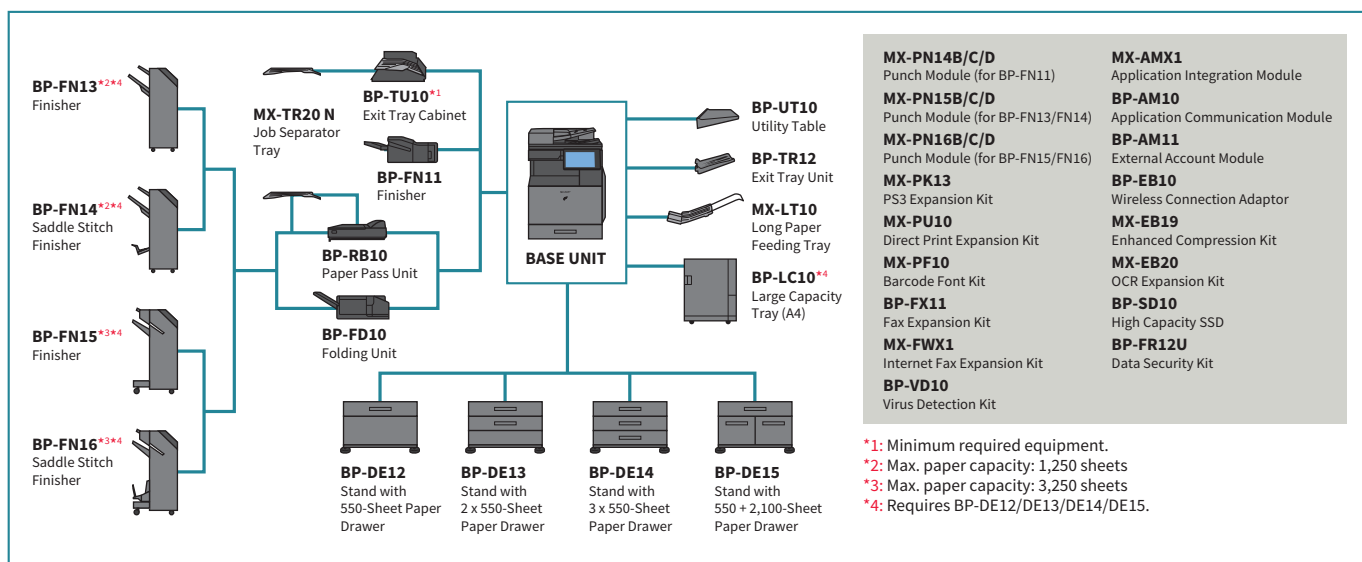 BP-FN13*2*4
Finisher
BP-FN14*2*4
Saddle Stitch
Finisher
BP-FN15*3*4
Finisher
BP-FN16*3*4
Saddle Stitch
Finisher
MX-TR20 N
Job Separator
Tray
BP-TU10*1
Exit Tray Cabinet
BP-FN11
Finisher
BP-RB10
Paper Pass Unit
BP-FD10
Folding Unit
BASE UNIT
BP-UT10
Utility Table
BP-TR12
Exit Tray Unit
MX-LT10
Long Paper
Feeding Tray
BP-LC10*4
Large Capacity
Tray (A4)
BP-DE12
Stand with
550-Sheet Paper
Drawer
BP-DE13
Stand with
2 x 550-Sheet
Paper Drawer
BP-DE14
Stand with
3 x 550-Sheet
Paper Drawer
BP-DE15
Stand with
550 + 2,100-Sheet
Paper Drawer
MX-PN14B/C/D
Punch Module (for BP-FN11)
MX-PN15B/C/D
Punch Module (for BP-FN13/FN14)
MX-PN16B/C/D
Punch Module (for BP-FN15/FN16)
MX-PK13
PS3 Expansion Kit
MX-PU10
Direct Print Expansion Kit
MX-PF10
Barcode Font Kit
BP-FX11
Fax Expansion Kit
MX-FWX1
Internet Fax Expansion Kit
BP-VD10
Virus Detection Kit
MX-AMX1
Application Integration Module
BP-AM10
Application Communication Module
BP-AM11
External Account Module
BP-EB10
Wireless Connection Adaptor
MX-EB19
Enhanced Compression Kit
MX-EB20
OCR Expansion Kit
BP-SD10
High Capacity SSD
BP-FR12U
Data Security Kit
*1: Minimum required equipment.
*2: Max. paper capacity: 1,250 sheets
*3: Max. paper capacity: 3,250 sheets
*4: Requires BP-DE12/DE13/DE14/DE15.